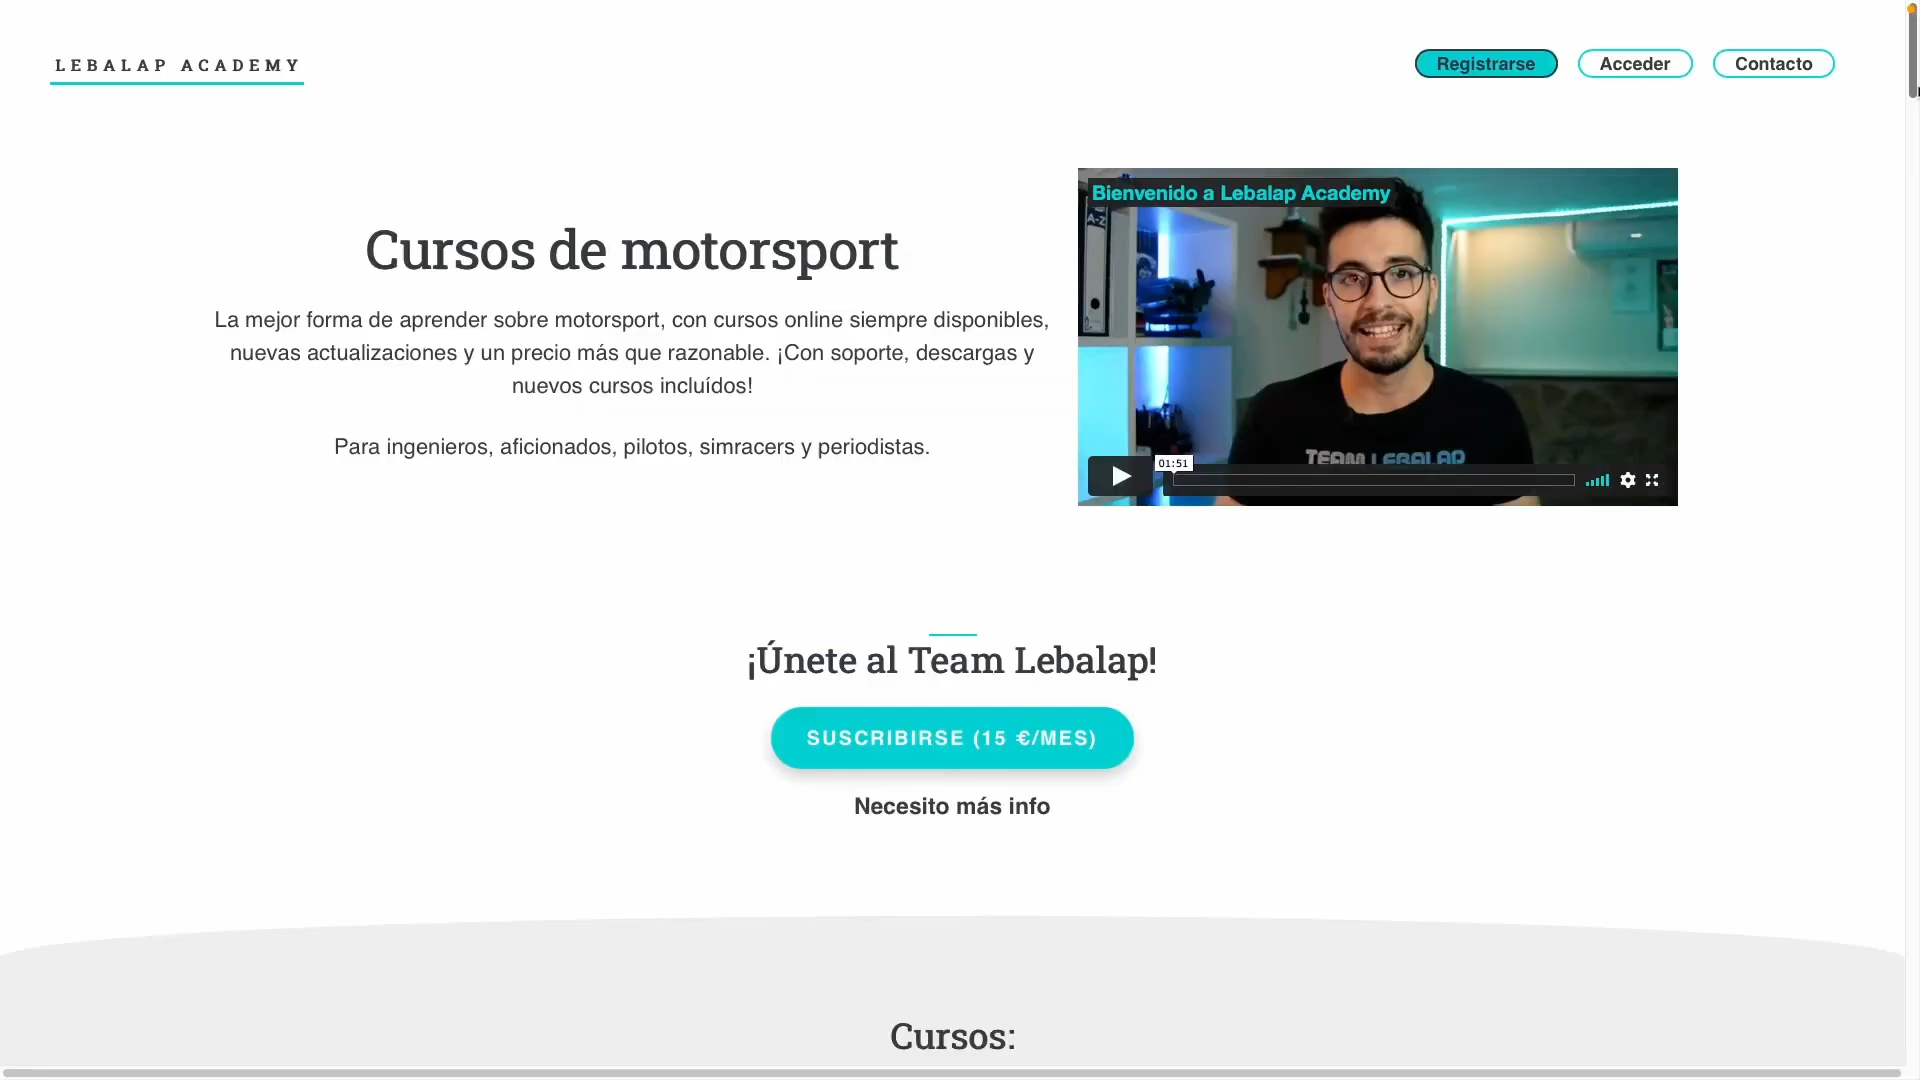 LEBALAP ACADEMY
Registrarse
Acceder
Contacto
Cursos de motorsport
La mejor forma de aprender sobre motorsport, con cursos online siempre disponibles,
nuevas actualizaciones y un precio más que razonable. ¡Con soporte, descargas y
nuevos cursos incluídos!
Para ingenieros, aficionados, pilotos, simracers y periodistas.
Bienvenido a Lebalap Academy
A-Z
TEAM LEBALAP
01:51
¡Únete al Team Lebalap!
SUSCRIBIRSE (15 €/MES)
Necesito más info
Cursos: